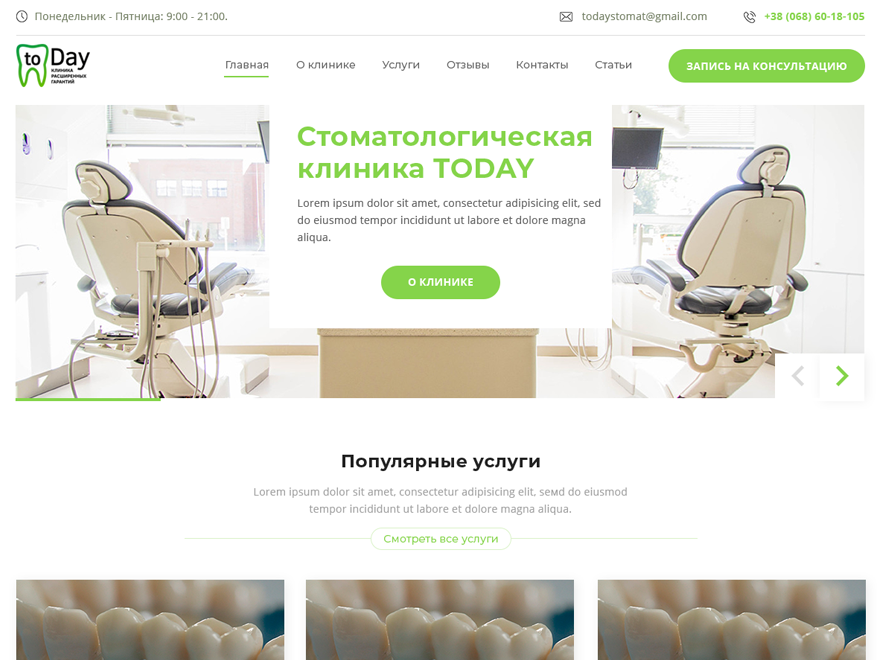 Понедельник - Пятница: 9:00 - 21:00.
todaystomat@gmail.com
+38 (068) 60-18-105
to Day
КЛИНИКА
РАСШИРЕННЫХ
ГАРАНТИЙ
Главная
О клинике
Услуги
Отзывы
Контакты
Статьи
ЗАПИСЬ НА КОНСУЛЬТАЦИЮ
Стоматологическая
клиника TODAY
Lorem ipsum dolor sit amet, consectetur adipisicing elit, sed
do eiusmod tempor incididunt ut labore et dolore magna
aliqua.
О КЛИНИКЕ
Популярные услуги
Lorem ipsum dolor sit amet, consectetur adipisicing elit, seмd do eiusmod
tempor incididunt ut labore et dolore magna aliqua.
Смотреть все услуги